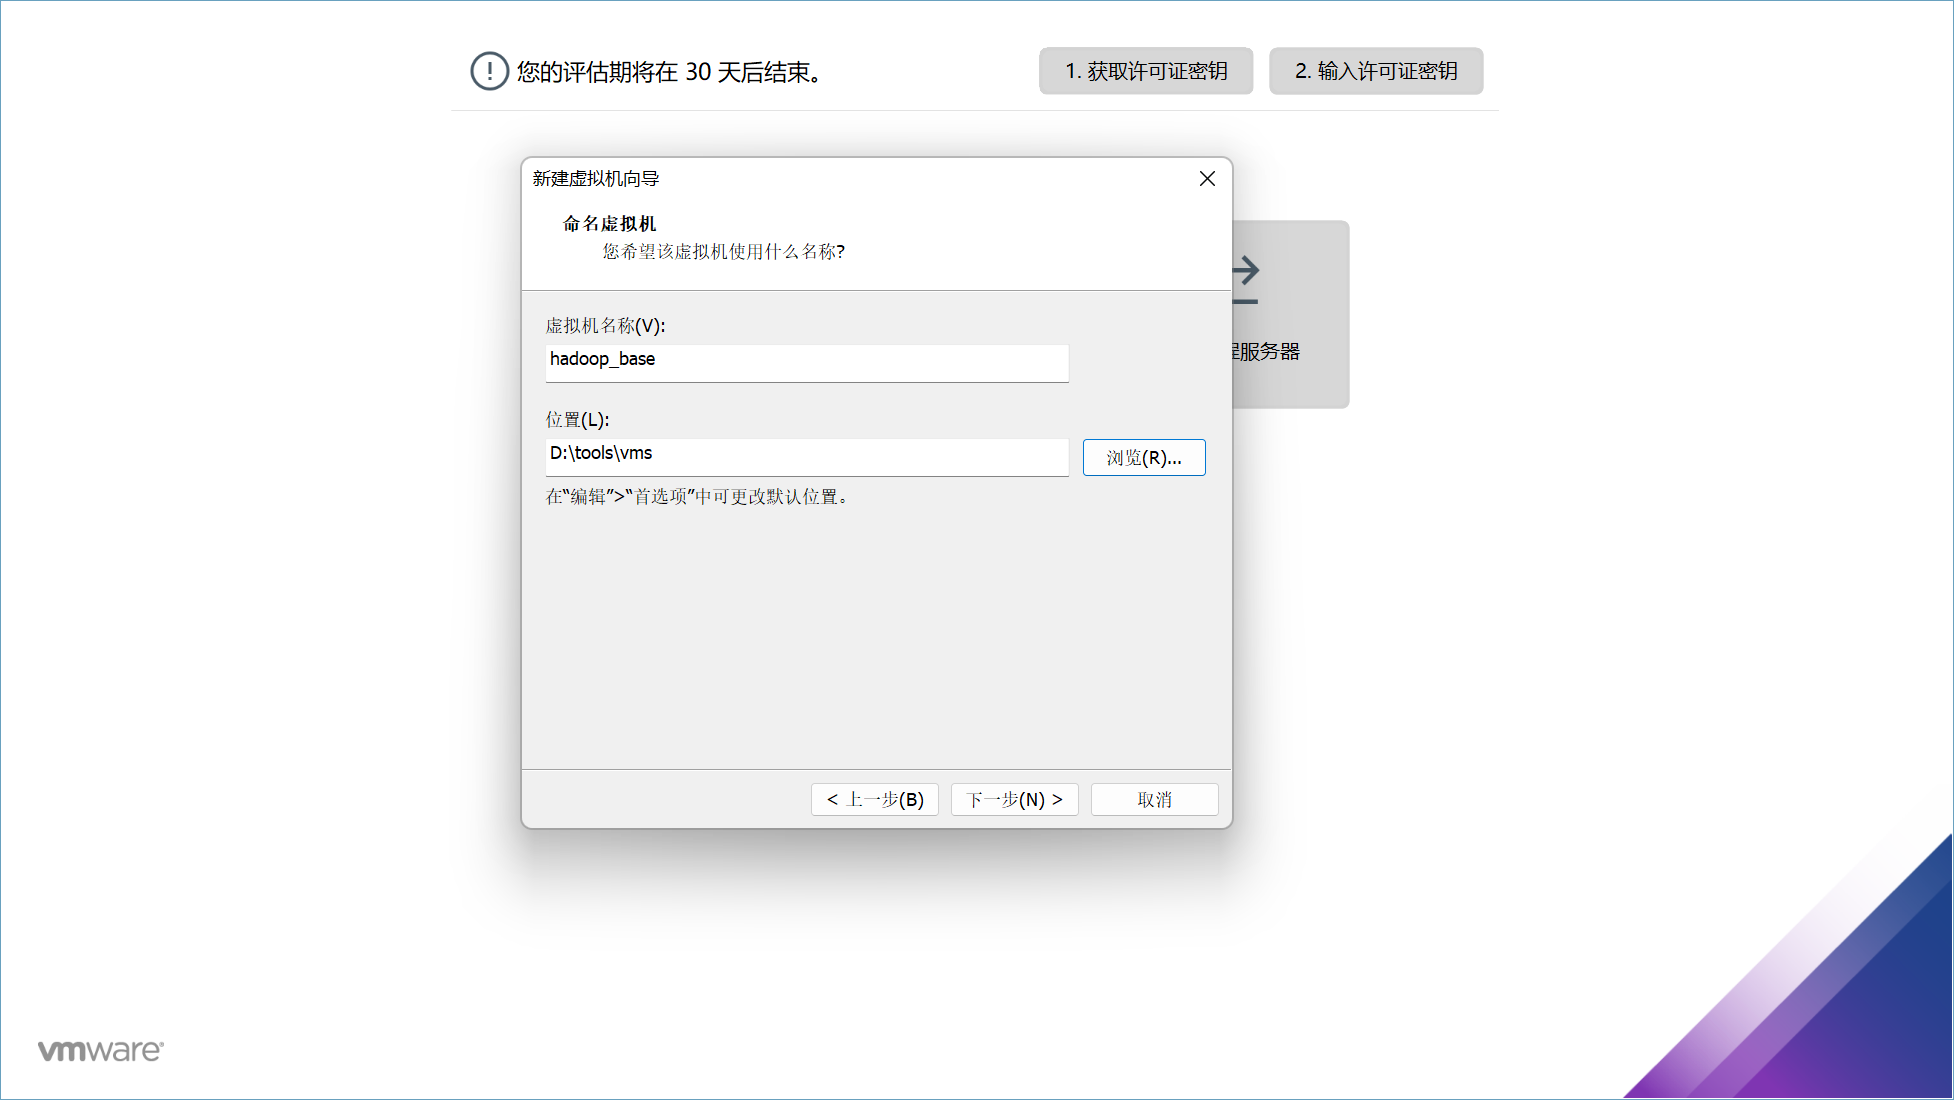 您的评估期将在 30 天后结束。
1. 获取许可证密钥
2. 输入许可证密钥
新建虚拟机向导
命名虚拟机
您希望该虚拟机使用什么名称?
虚拟机名称(V):
hadoop_base
位置(L):
D:\tools\vms
浏览(R)...
在“编辑”>“首选项”中可更改默认位置。
服务器
< 上一步(B)
下一步(N) >
取消
vmware®